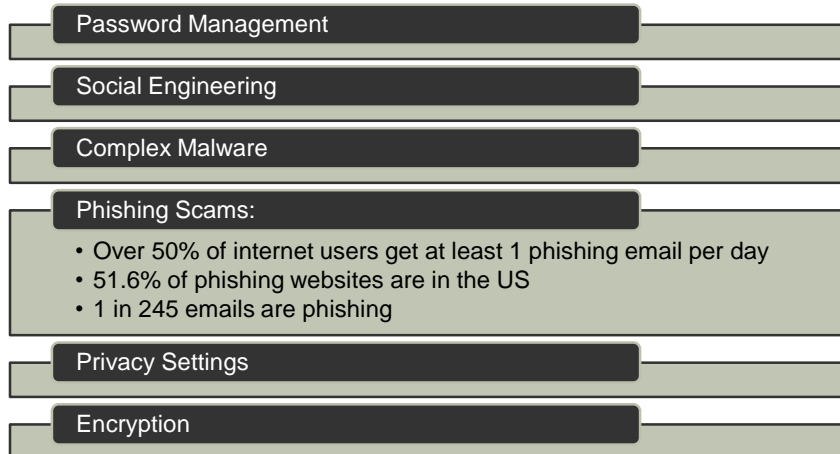 Password Management
Social Engineering
Complex Malware
Phishing Scams:
• Over 50% of internet users get at least 1 phishing email per day
• 51.6% of phishing websites are in the US
• 1 in 245 emails are phishing
Privacy Settings
Encryption